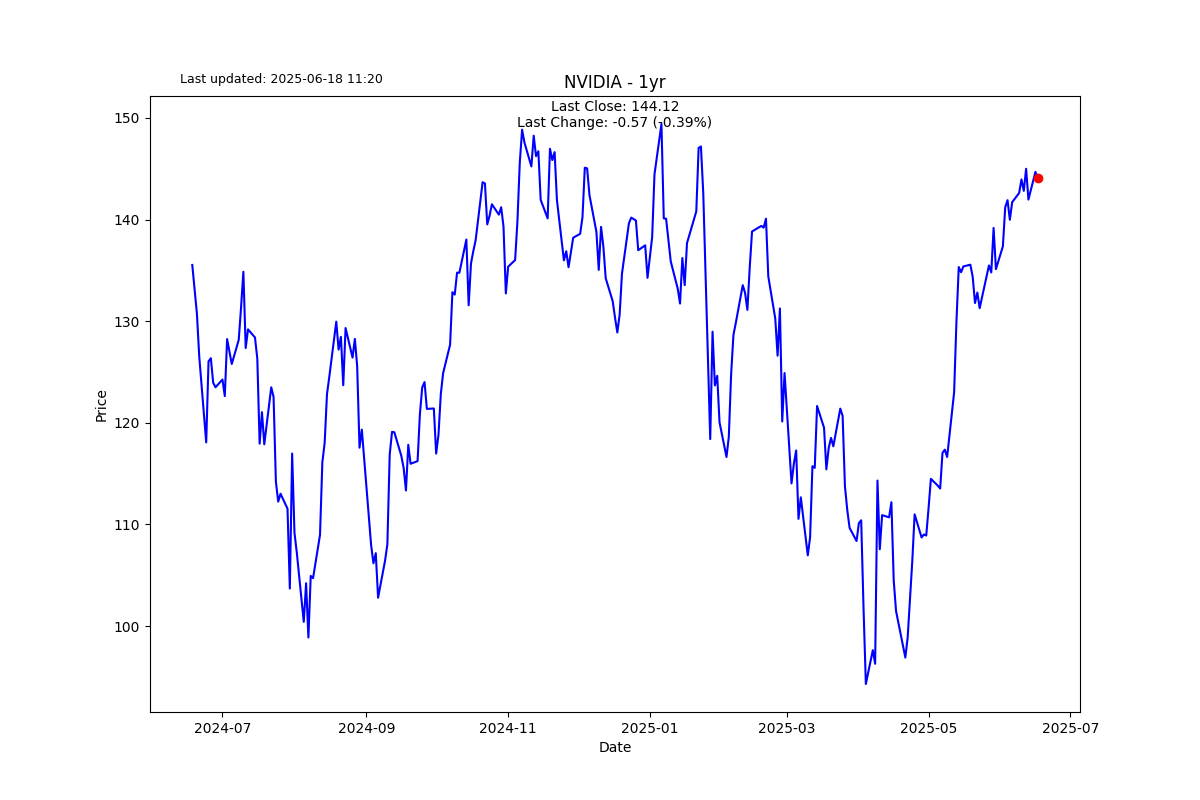 Last updated: 2025-06-18 11:20
NVIDIA - 1yr
Last Close: 144.12
Last Change: -0.57 (-0.39%)
150
140
130
120
110
100
Price
2024-07
2024-09
2024-11
2025-01
2025-03
2025-05
2025-07
Date